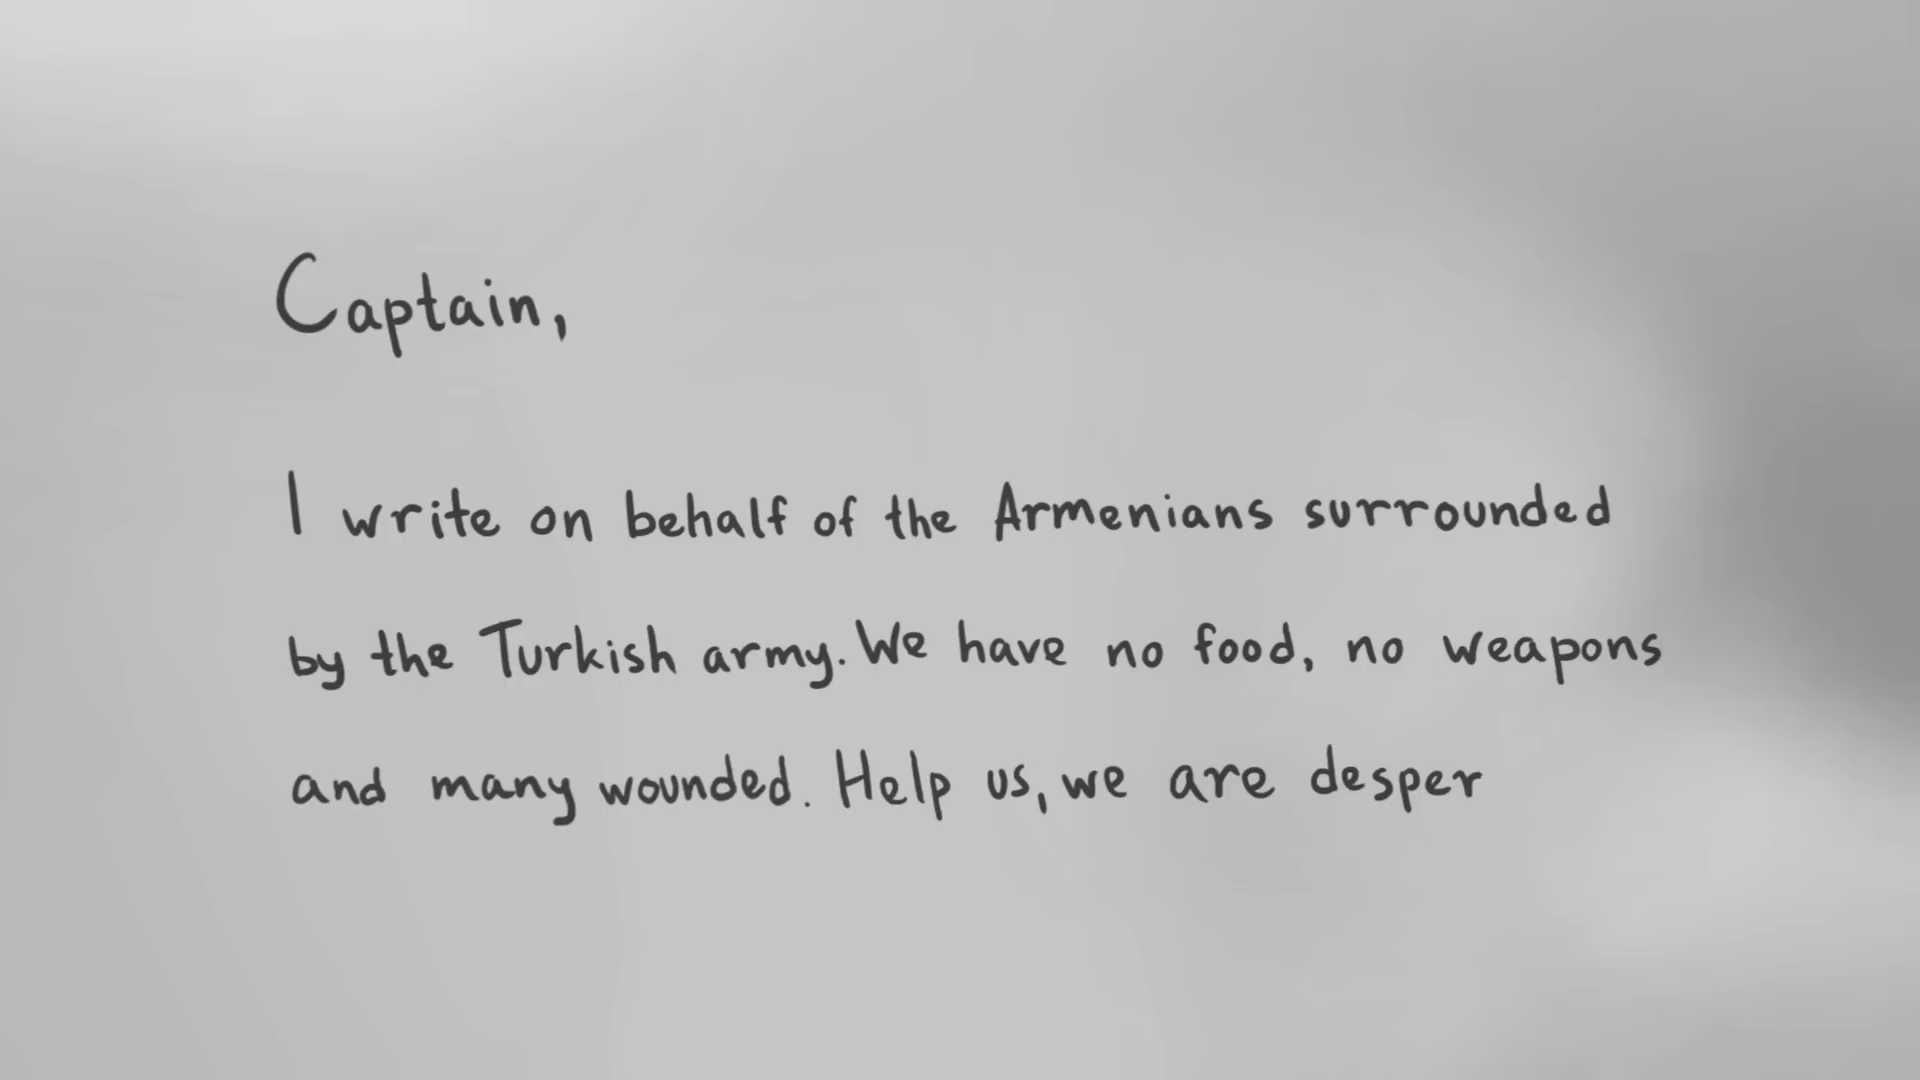 Captain,
I write on behalf of the Armenians surrounded
by the Turkish army. We have no food, no weapons
and many wounded. Help us, we are desper